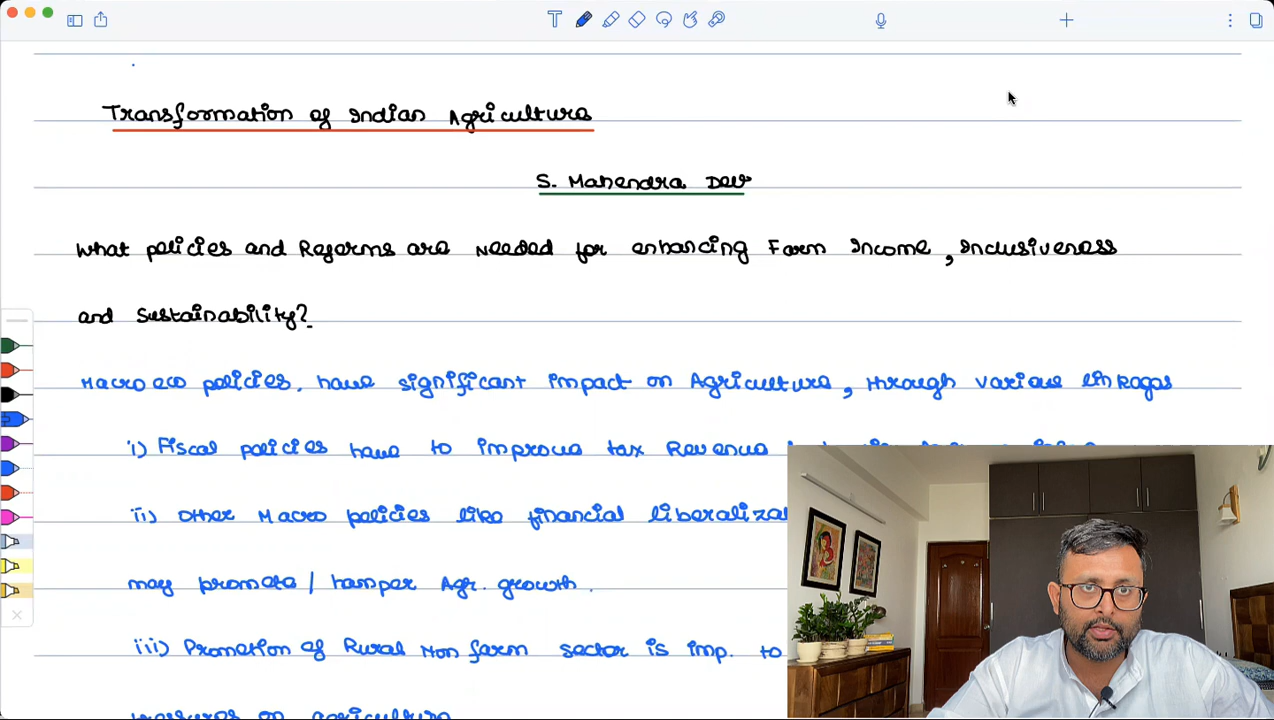 Transformation of Indian Agriculture
S. Mahendra Dev
What policies and Reforms are Needed for enhancing Farm Income, Inclusiveness
and Sustainability?
Macro eco policies. have significant impact on Agriculture, through various linkages
i) Fiscal policies have to improve tax Revenue
ii) Other Macro policies like financial
may promote / hamper Agr. growth.
iii) Promotion of Rural Non farm sector is imp. to
on agriculture